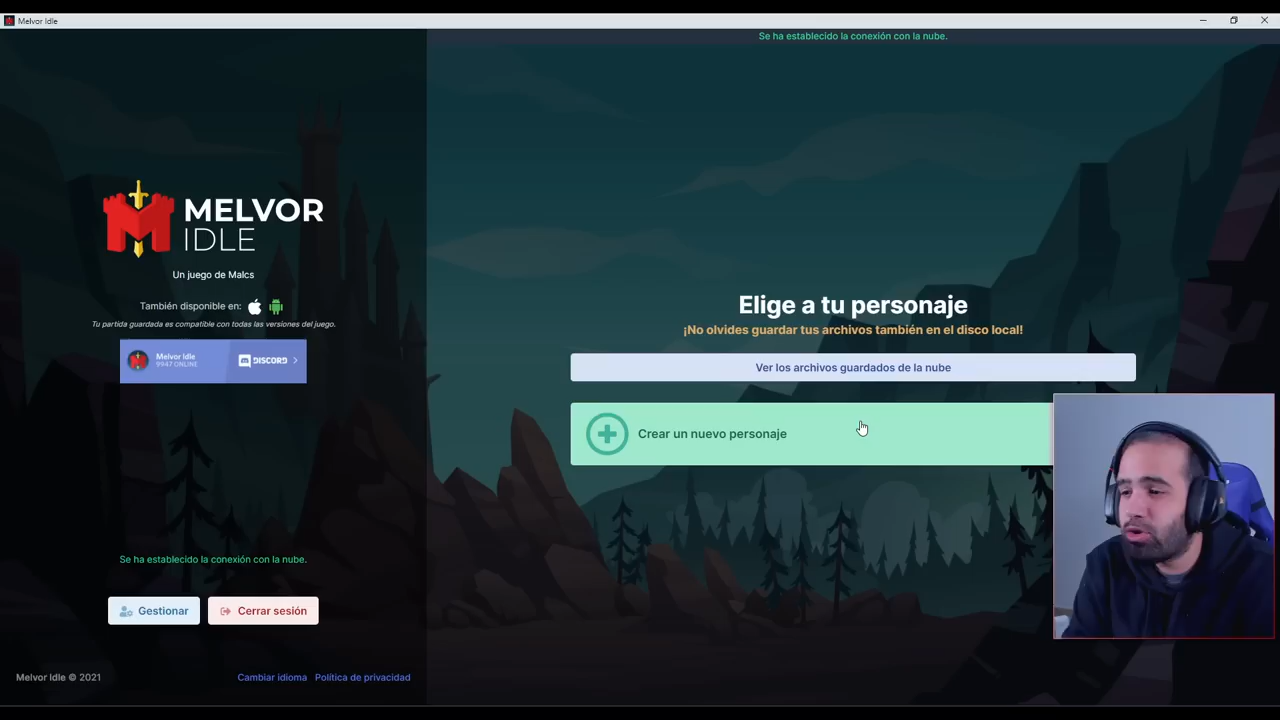 Melvor Idle
Se ha establecido la conexión con la nube.
MELVOR
IDLE
Un juego de Malcs
También disponible en:
Tu partida guardada es compatible con todas las versiones del juego.
Melvor Idle
9947 ONLINE
DISCORD
Elige a tu personaje
¡No olvides guardar tus archivos también en el disco local!
Ver los archivos guardados de la nube
Crear un nuevo personaje
Se ha establecido la conexión con la nube.
Gestionar
Cerrar sesión
Melvor Idle © 2021
Cambiar idioma
Política de privacidad